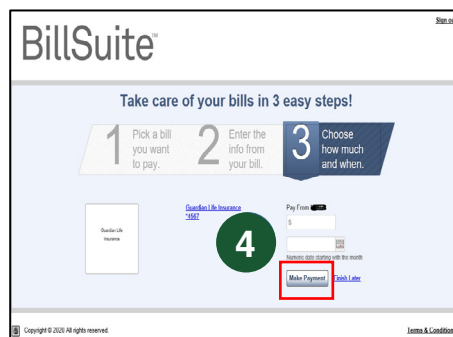 Sign ou
BillSuite™
Take care of your bills in 3 easy steps!
1 Pick a bill
you want
to pay.
2 Enter the
info from
your bill.
3 Choose
how much
and when.
Guardian Life
Insurance
Guardian Life Insurance
*4567
Pay From
$
4
Numeric date starting with the month
Make Payment
Finish Later
Copyright © 2020 All rights reserved.
Terms & Condition